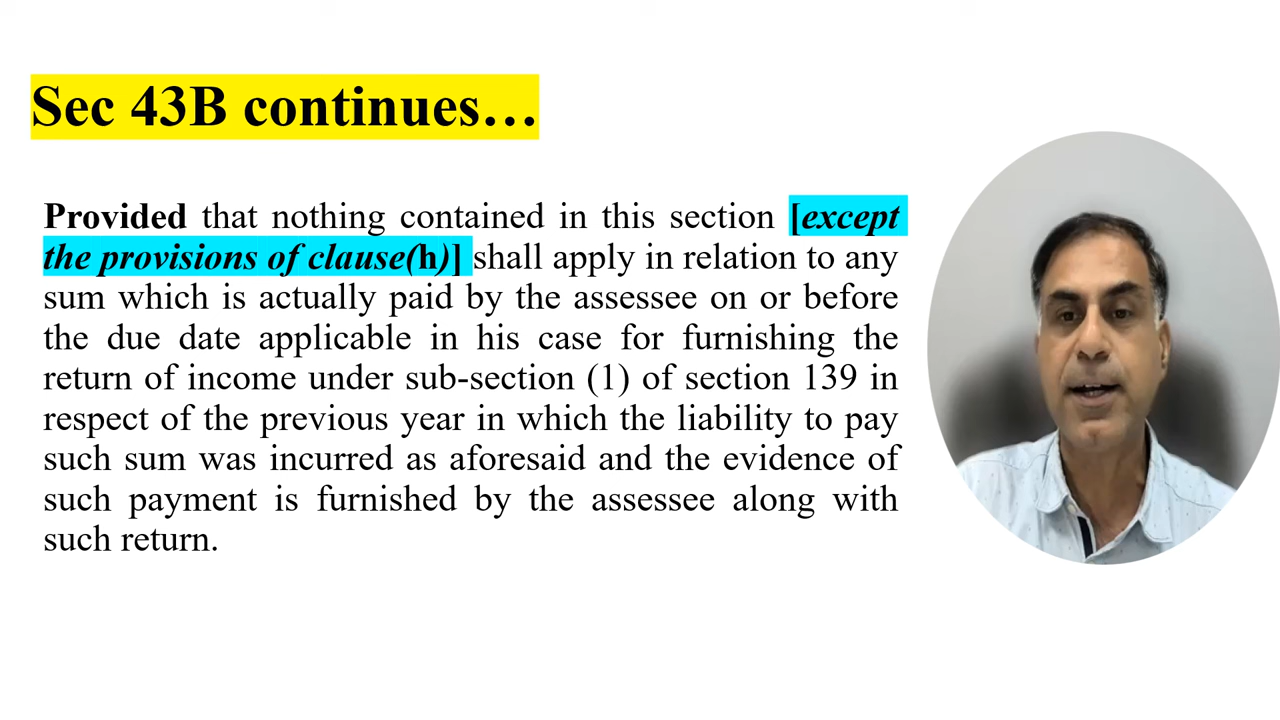 Sec 43B continues…
Provided that nothing contained in this section [except
the provisions of clause(h)] shall apply in relation to any
sum which is actually paid by the assessee on or before
the due date applicable in his case for furnishing the
return of income under sub-section (1) of section 139 in
respect of the previous year in which the liability to pay
such sum was incurred as aforesaid and the evidence of
such payment is furnished by the assessee along with
such return.